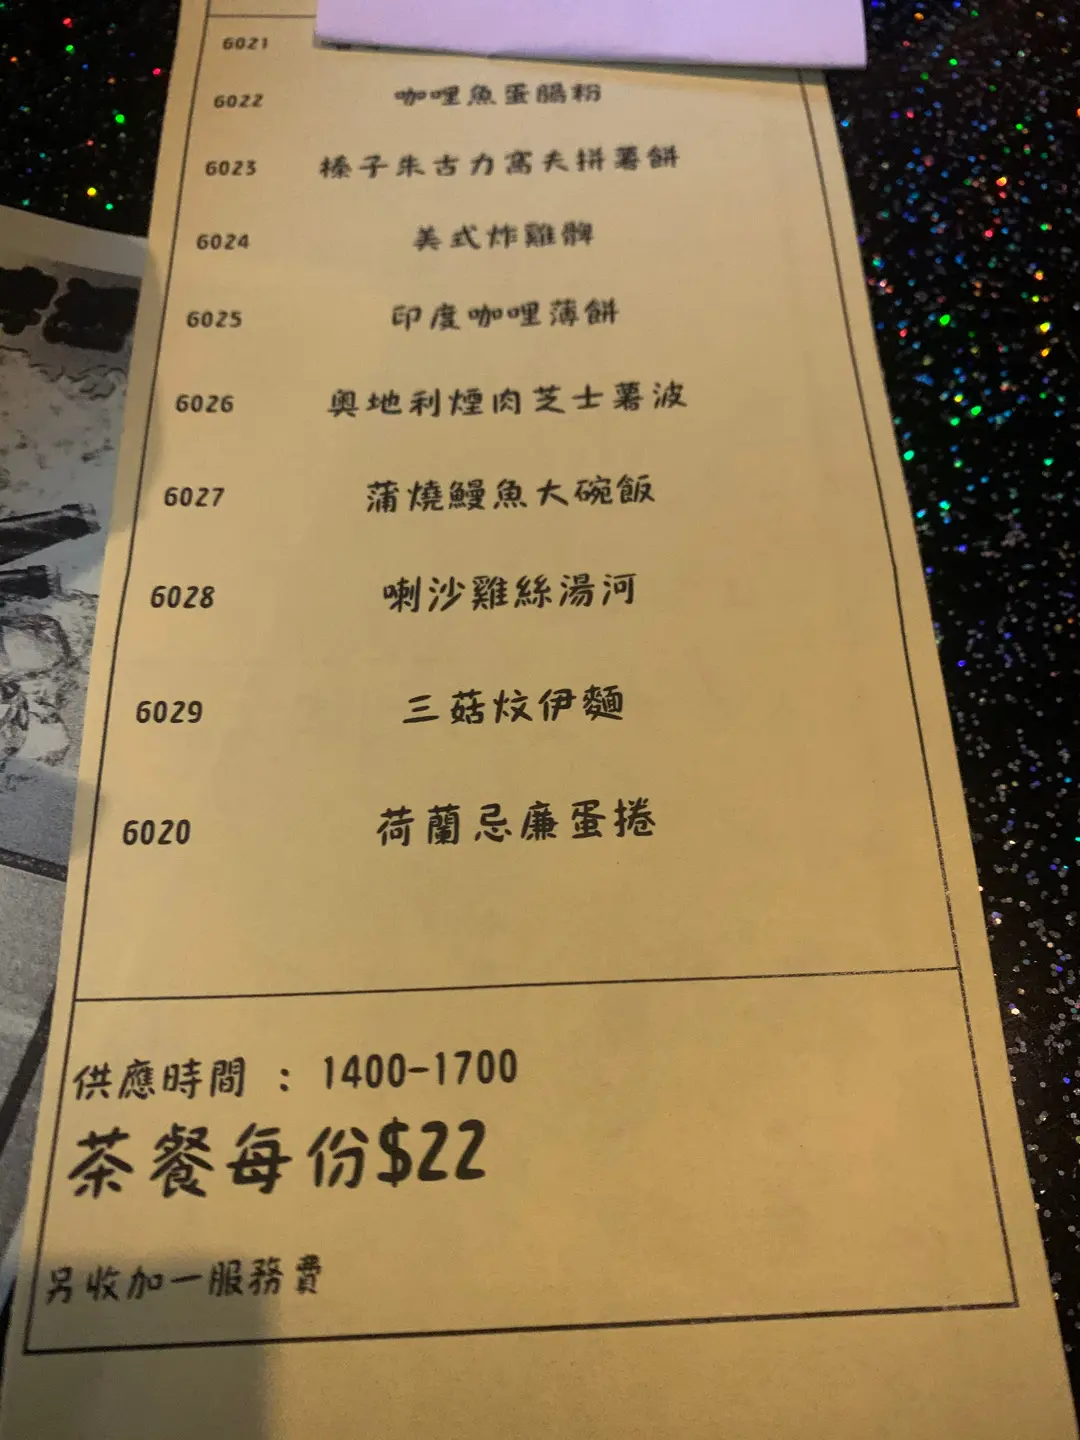 6021
6022 咖哩魚蛋腸粉
6023 榛子朱古力窩夫拼薯餅
6024 美式炸雞髀
6025 印度咖哩薄餅
6026 奧地利煙肉芝士薯波
6027 蒲燒鰻魚大碗飯
6028 喇沙雞絲湯河
6029 三菇炆伊麵
6020 荷蘭忌廉蛋捲
供應時間 : 1400-1700
茶餐每份$22
另收加一服務費